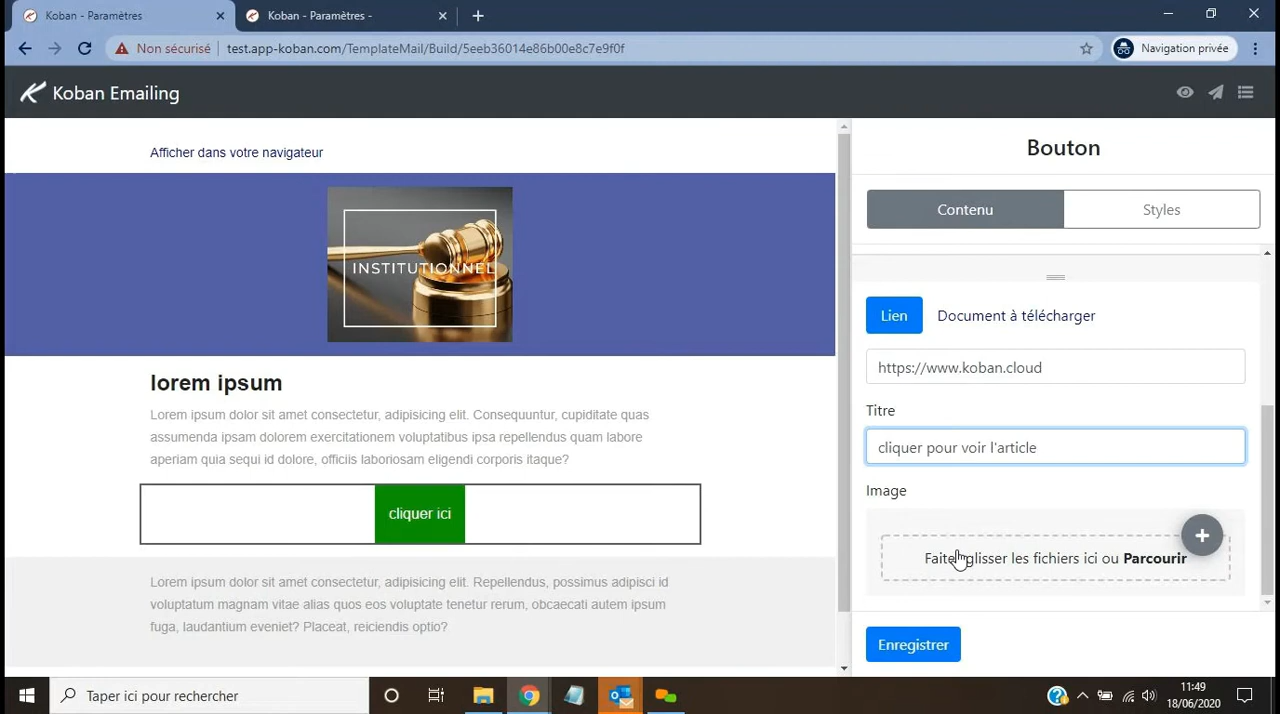 Koban - Paramètres
Koban - Paramètres -
Non sécurisé
test.app-koban.com/TemplateMail/Build/5eeb36014e86b00e8c7e9f0f
Navigation privée
Koban Emailing
Afficher dans votre navigateur
INSTITUTIONNEL
lorem ipsum
Lorem ipsum dolor sit amet consectetur, adipisicing elit. Consequuntur, cupiditate quas
assumenda ipsam dolorem exercitationem voluptatibus ipsa repellendus quam labore
aperiam quia sequi id dolore, officiis laboriosam eligendi corporis itaque?
cliquer ici
Lorem ipsum dolor sit amet consectetur, adipisicing elit. Repellendus, possimus adipisci id
voluptatum magnam vitae alias quos eos voluptate tenetur rerum, obcaecati autem ipsum
fuga, laudantium eveniet? Placeat, reiciendis optio?
Bouton
Contenu
Styles
Lien
Document à télécharger
https://www.koban.cloud
Titre
cliquer pour voir l'article
Image
Faites glisser les fichiers ici ou Parcourir
Enregistrer
Taper ici pour rechercher
11:49
18/06/2020